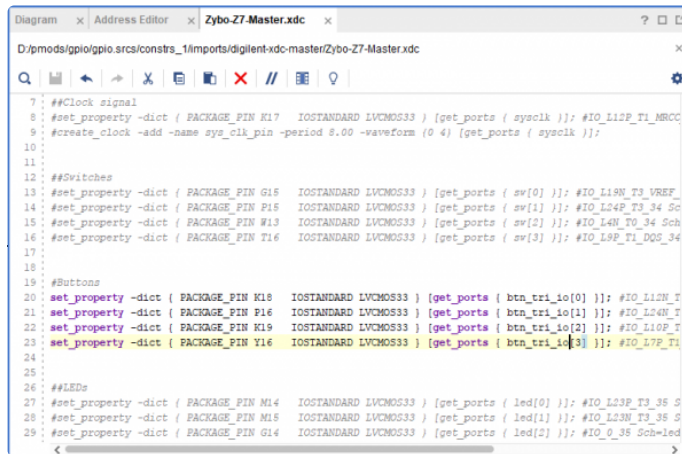 Diagram × Address Editor × Zybo-Z7-Master.xdc ×
D:/pmods/gpio/gpio.srcs/constrs_1/imports/digilent-xdc-master/Zybo-Z7-Master.xdc
7 ##Clock signal
8 #set_property -dict { PACKAGE_PIN K17 IOSTANDARD LVCMOS33 } [get_ports { sysclk }]; #IO_L12P_T1_MRCC
9 #create_clock -add -name sys_clk_pin -period 8.00 -waveform {0 4} [get_ports { sysclk }];
10
11
12 ##Switches
13 #set_property -dict { PACKAGE_PIN G15 IOSTANDARD LVCMOS33 } [get_ports { sw[0] }]; #IO_L19N_T3_VREF_
14 #set_property -dict { PACKAGE_PIN P15 IOSTANDARD LVCMOS33 } [get_ports { sw[1] }]; #IO_L24P_T3_34 Sc
15 #set_property -dict { PACKAGE_PIN W13 IOSTANDARD LVCMOS33 } [get_ports { sw[2] }]; #IO_L4N_T0_34 Sch
16 #set_property -dict { PACKAGE_PIN T16 IOSTANDARD LVCMOS33 } [get_ports { sw[3] }]; #IO_L9P_T1_DQS_34
17
18
19 #Buttons
20 set_property -dict { PACKAGE_PIN K18 IOSTANDARD LVCMOS33 } [get_ports { btn_tri_io[0] }]; #IO_L12N_T
21 set_property -dict { PACKAGE_PIN P16 IOSTANDARD LVCMOS33 } [get_ports { btn_tri_io[1] }]; #IO_L24N_T
22 set_property -dict { PACKAGE_PIN K19 IOSTANDARD LVCMOS33 } [get_ports { btn_tri_io[2] }]; #IO_L10P_T
23 set_property -dict { PACKAGE_PIN Y16 IOSTANDARD LVCMOS33 } [get_ports { btn_tri_io[3] }]; #IO_L7P_T1
24
25
26 ##LEDs
27 #set_property -dict { PACKAGE_PIN M14 IOSTANDARD LVCMOS33 } [get_ports { led[0] }]; #IO_L23P_T3_35 S
28 #set_property -dict { PACKAGE_PIN M15 IOSTANDARD LVCMOS33 } [get_ports { led[1] }]; #IO_L23N_T3_35 S
29 #set_property -dict { PACKAGE_PIN G14 IOSTANDARD LVCMOS33 } [get_ports { led[2] }]; #IO_0_35 Sch=led